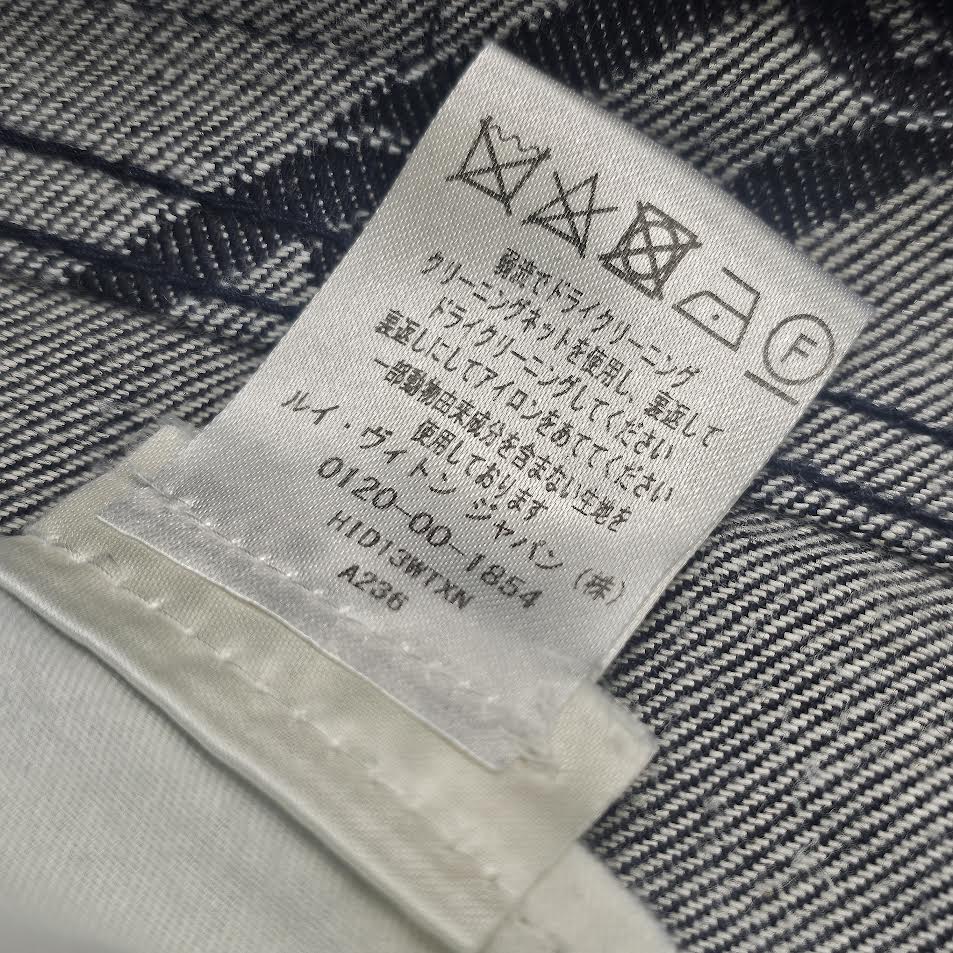 F
弱流でドライクリーニング
クリーニングネットを使用し、裏返して
ドライクリーニングしてください
裏返しにしてアイロンをあててください
一部動物由来成分を含まない生地を
使用しております
ルイ・ヴィトン ジャパン (株)
0120-00-1854
HID13WTXN
A236